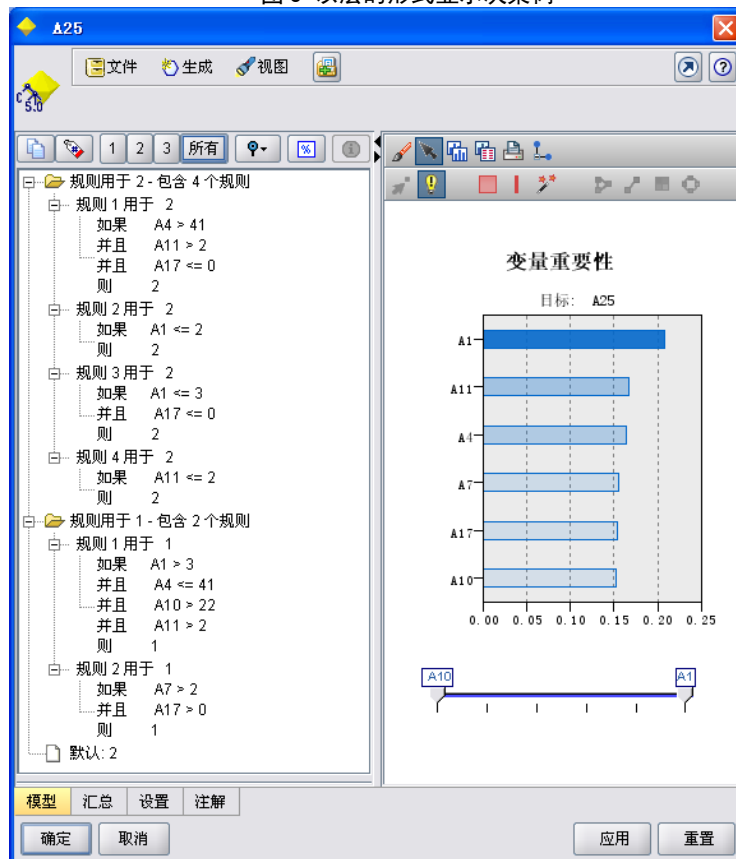 A25
文件 生成 视图
C5.0
1 2 3 所有 %
规则用于 2 - 包含 4 个规则
规则 1 用于 2
如果 A4 > 41
并且 A11 > 2
并且 A17 <= 0
则 2
规则 2 用于 2
如果 A1 <= 2
则 2
规则 3 用于 2
如果 A1 <= 3
并且 A17 <= 0
则 2
规则 4 用于 2
如果 A11 <= 2
则 2
规则用于 1 - 包含 2 个规则
规则 1 用于 1
如果 A1 > 3
并且 A4 <= 41
并且 A10 > 22
并且 A11 > 2
则 1
规则 2 用于 1
如果 A7 > 2
并且 A17 > 0
则 1
默认: 2
变量重要性
目标: A25
A1
A11
A4
A7
A17
A10
0.00 0.05 0.10 0.15 0.20 0.25
A10 A1
模型 汇总 设置 注解
确定 取消 应用 重置